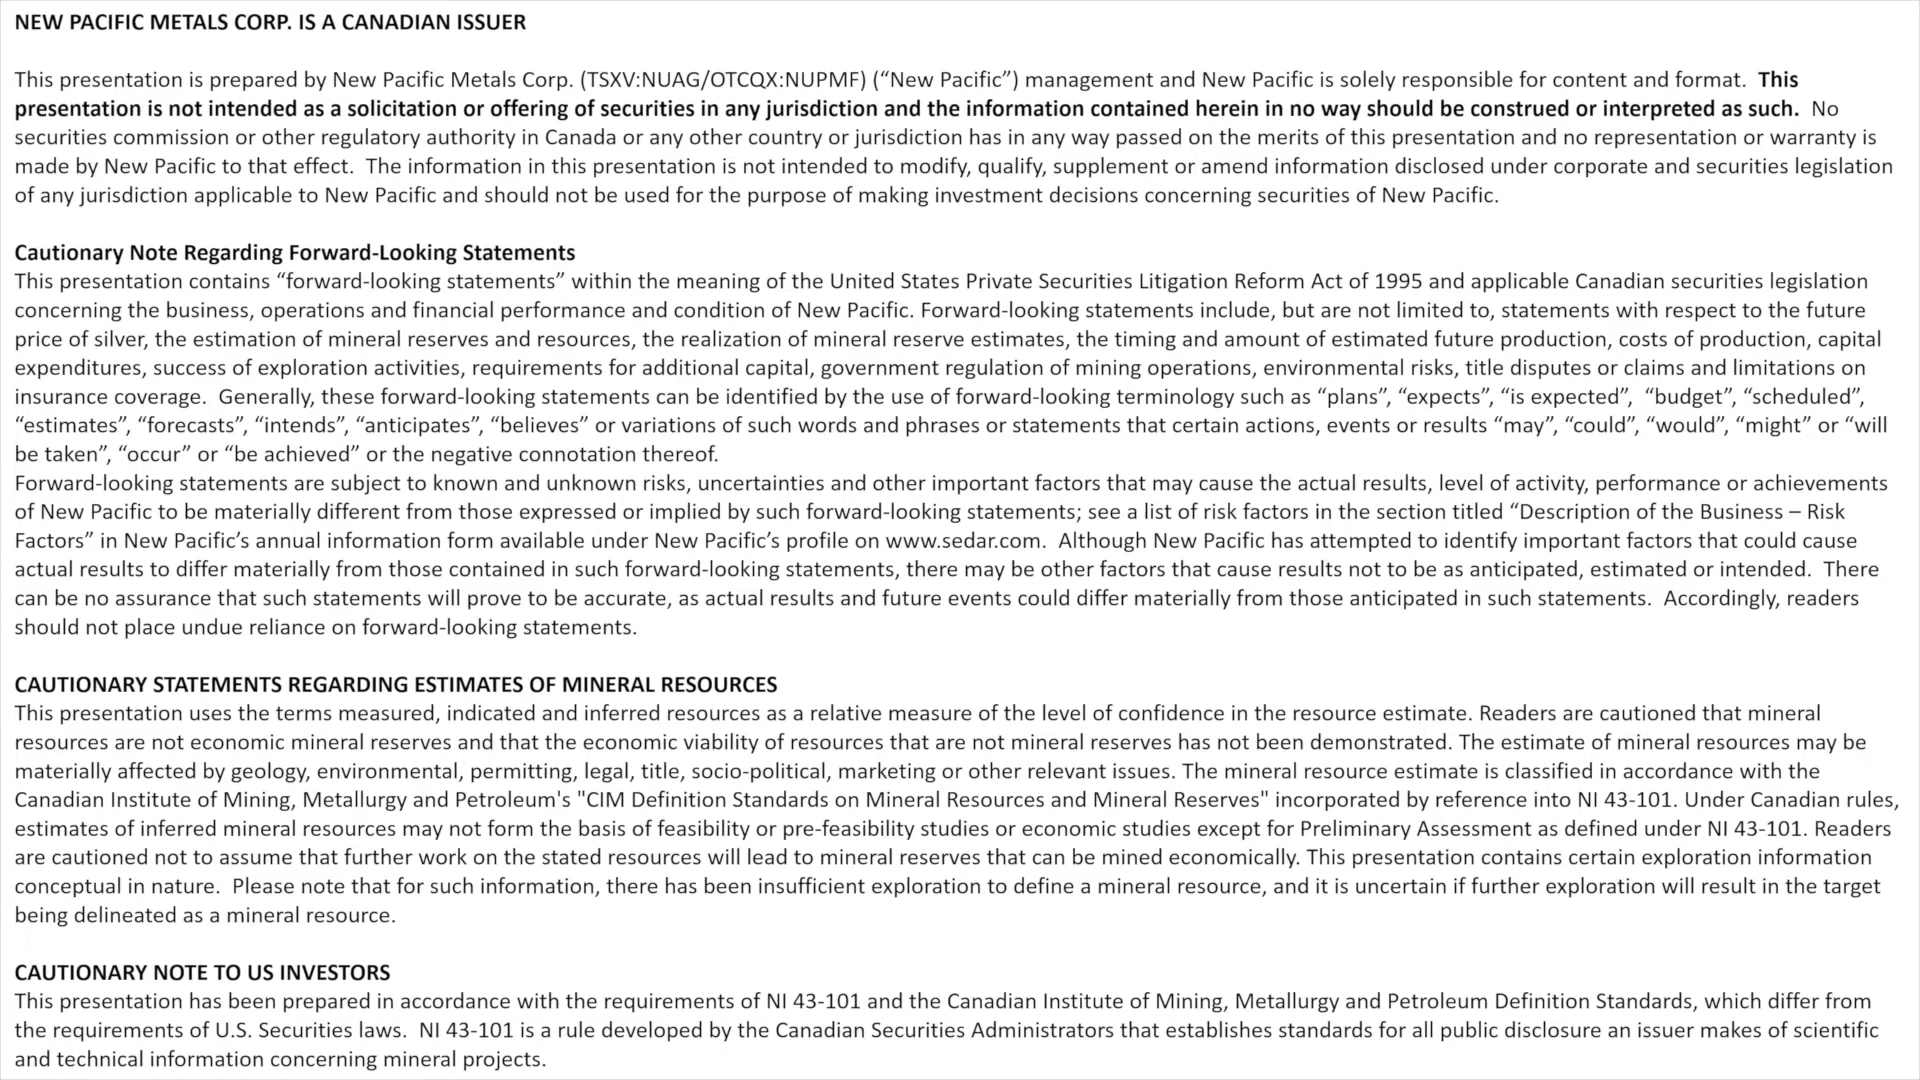 NEW PACIFIC METALS CORP. IS A CANADIAN ISSUER
This presentation is prepared by New Pacific Metals Corp. (TSXV:NUAG/OTCQX:NUPMF) (“New Pacific”) management and New Pacific is solely responsible for content and format.  This
presentation is not intended as a solicitation or offering of securities in any jurisdiction and the information contained herein in no way should be construed or interpreted as such.  No
securities commission or other regulatory authority in Canada or any other country or jurisdiction has in any way passed on the merits of this presentation and no representation or warranty is
made by New Pacific to that effect.  The information in this presentation is not intended to modify, qualify, supplement or amend information disclosed under corporate and securities legislation
of any jurisdiction applicable to New Pacific and should not be used for the purpose of making investment decisions concerning securities of New Pacific.
Cautionary Note Regarding Forward-Looking Statements
This presentation contains “forward-looking statements” within the meaning of the United States Private Securities Litigation Reform Act of 1995 and applicable Canadian securities legislation
concerning the business, operations and financial performance and condition of New Pacific. Forward-looking statements include, but are not limited to, statements with respect to the future
price of silver, the estimation of mineral reserves and resources, the realization of mineral reserve estimates, the timing and amount of estimated future production, costs of production, capital
expenditures, success of exploration activities, requirements for additional capital, government regulation of mining operations, environmental risks, title disputes or claims and limitations on
insurance coverage.  Generally, these forward-looking statements can be identified by the use of forward-looking terminology such as “plans”, “expects”, “is expected”,  “budget”, “scheduled”,
“estimates”, “forecasts”, “intends”, “anticipates”, “believes” or variations of such words and phrases or statements that certain actions, events or results “may”, “could”, “would”, “might” or “will
be taken”, “occur” or “be achieved” or the negative connotation thereof.
Forward-looking statements are subject to known and unknown risks, uncertainties and other important factors that may cause the actual results, level of activity, performance or achievements
of New Pacific to be materially different from those expressed or implied by such forward-looking statements; see a list of risk factors in the section titled “Description of the Business – Risk
Factors” in New Pacific’s annual information form available under New Pacific’s profile on www.sedar.com.  Although New Pacific has attempted to identify important factors that could cause
actual results to differ materially from those contained in such forward-looking statements, there may be other factors that cause results not to be as anticipated, estimated or intended.  There
can be no assurance that such statements will prove to be accurate, as actual results and future events could differ materially from those anticipated in such statements.  Accordingly, readers
should not place undue reliance on forward-looking statements.
CAUTIONARY STATEMENTS REGARDING ESTIMATES OF MINERAL RESOURCES
This presentation uses the terms measured, indicated and inferred resources as a relative measure of the level of confidence in the resource estimate. Readers are cautioned that mineral
resources are not economic mineral reserves and that the economic viability of resources that are not mineral reserves has not been demonstrated. The estimate of mineral resources may be
materially affected by geology, environmental, permitting, legal, title, socio-political, marketing or other relevant issues. The mineral resource estimate is classified in accordance with the
Canadian Institute of Mining, Metallurgy and Petroleum's "CIM Definition Standards on Mineral Resources and Mineral Reserves" incorporated by reference into NI 43-101. Under Canadian rules,
estimates of inferred mineral resources may not form the basis of feasibility or pre-feasibility studies or economic studies except for Preliminary Assessment as defined under NI 43-101. Readers
are cautioned not to assume that further work on the stated resources will lead to mineral reserves that can be mined economically. This presentation contains certain exploration information
conceptual in nature.  Please note that for such information, there has been insufficient exploration to define a mineral resource, and it is uncertain if further exploration will result in the target
being delineated as a mineral resource.
CAUTIONARY NOTE TO US INVESTORS
This presentation has been prepared in accordance with the requirements of NI 43-101 and the Canadian Institute of Mining, Metallurgy and Petroleum Definition Standards, which differ from
the requirements of U.S. Securities laws.  NI 43-101 is a rule developed by the Canadian Securities Administrators that establishes standards for all public disclosure an issuer makes of scientific
and technical information concerning mineral projects.